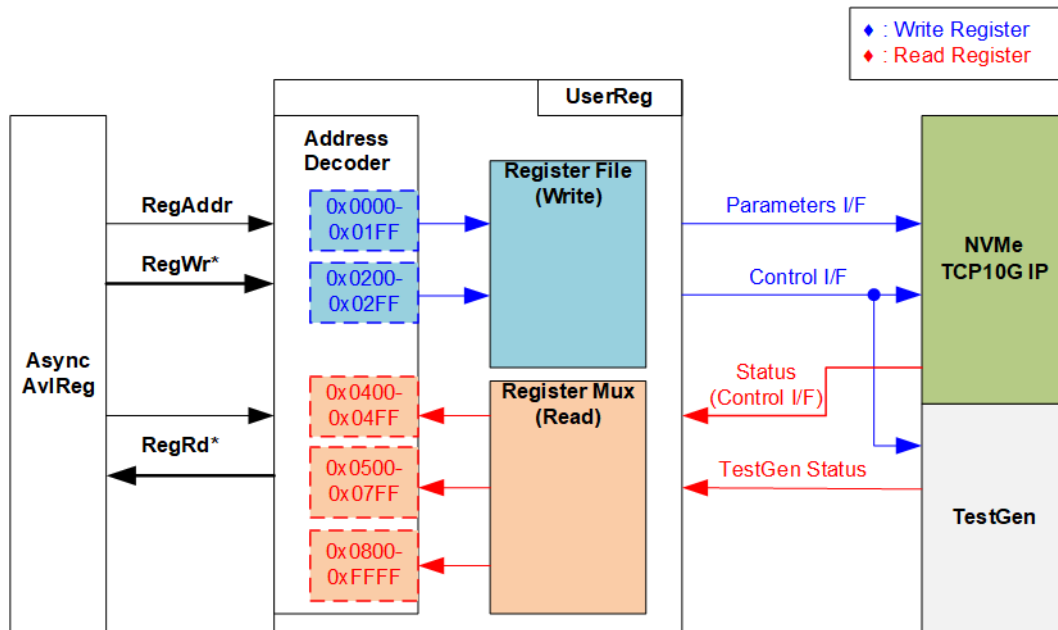 ♦ : Write Register
♦ : Read Register
UserReg
Address
Decoder
Register File
(Write)
0x0000-
0x01FF
RegAddr
Parameters I/F
NVMe
TCP10G IP
RegWr*
0x0200-
0x02FF
Control I/F
Async
AvlReg
0x0400-
0x04FF
Register Mux
(Read)
Status
(Control I/F)
RegRd*
0x0500-
0x07FF
TestGen Status
TestGen
0x0800-
0xFFFF